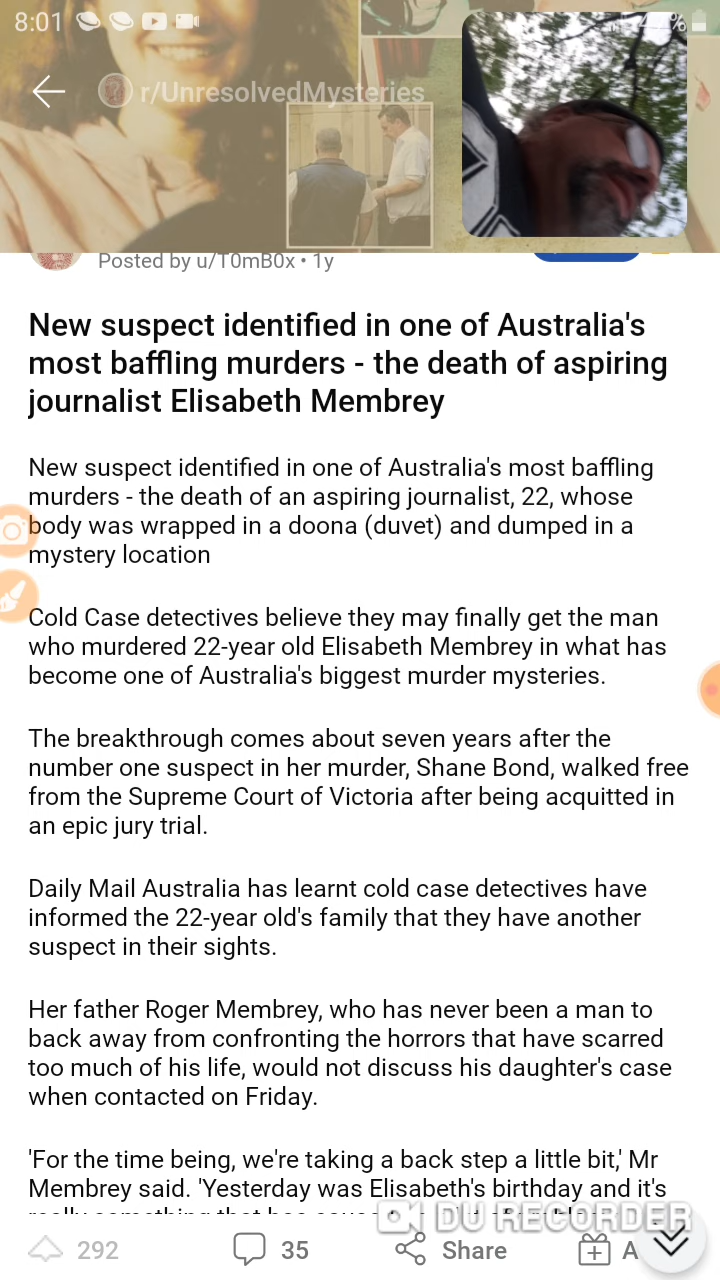 8:01
r/UnresolvedMysteries
Posted by u/T0mB0x • 1y
New suspect identified in one of Australia's
most baffling murders - the death of aspiring
journalist Elisabeth Membrey
New suspect identified in one of Australia's most baffling
murders - the death of an aspiring journalist, 22, whose
body was wrapped in a doona (duvet) and dumped in a
mystery location
Cold Case detectives believe they may finally get the man
who murdered 22-year old Elisabeth Membrey in what has
become one of Australia's biggest murder mysteries.
The breakthrough comes about seven years after the
number one suspect in her murder, Shane Bond, walked free
from the Supreme Court of Victoria after being acquitted in
an epic jury trial.
Daily Mail Australia has learnt cold case detectives have
informed the 22-year old's family that they have another
suspect in their sights.
Her father Roger Membrey, who has never been a man to
back away from confronting the horrors that have scarred
too much of his life, would not discuss his daughter's case
when contacted on Friday.
'For the time being, we're taking a back step a little bit,' Mr
Membrey said. 'Yesterday was Elisabeth's birthday and it's
DU RECORDER
292 35 Share A